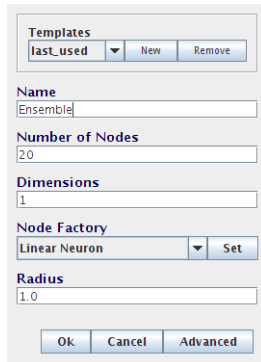 Templates
last_used New Remove
Name
Ensemble
Number of Nodes
20
Dimensions
1
Node Factory
Linear Neuron Set
Radius
1.0
Ok Cancel Advanced